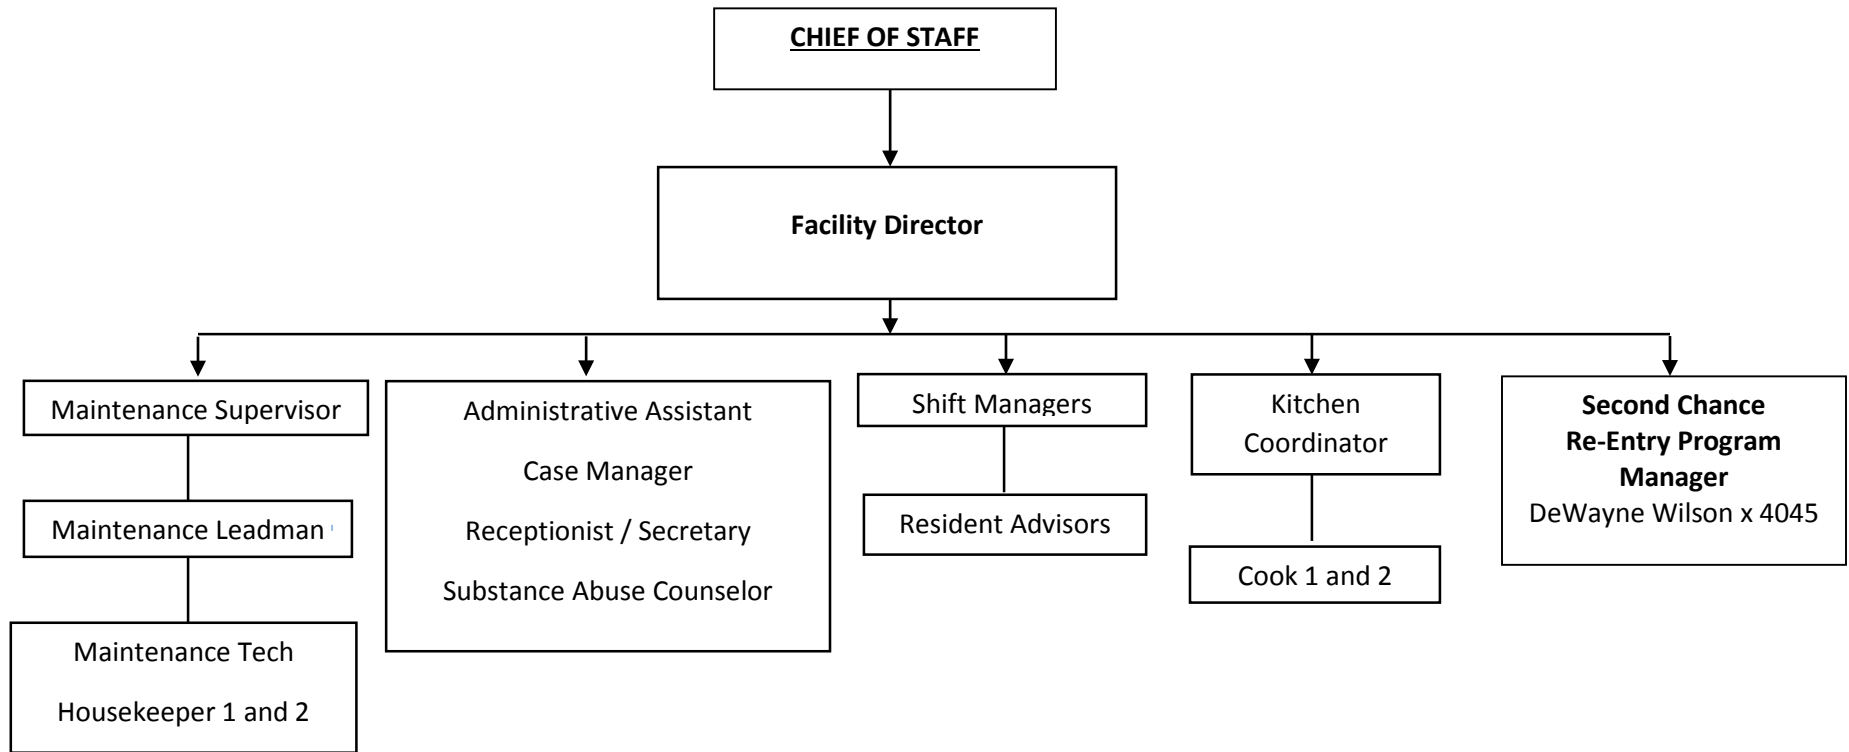 CHIEF OF STAFF
Facility Director
Maintenance Supervisor
Maintenance Leadman
Maintenance Tech
Housekeeper 1 and 2
Administrative Assistant
Case Manager
Receptionist / Secretary
Substance Abuse Counselor
Shift Managers
Resident Advisors
Kitchen
Coordinator
Cook 1 and 2
Second Chance
Re-Entry Program
Manager
DeWayne Wilson x 4045